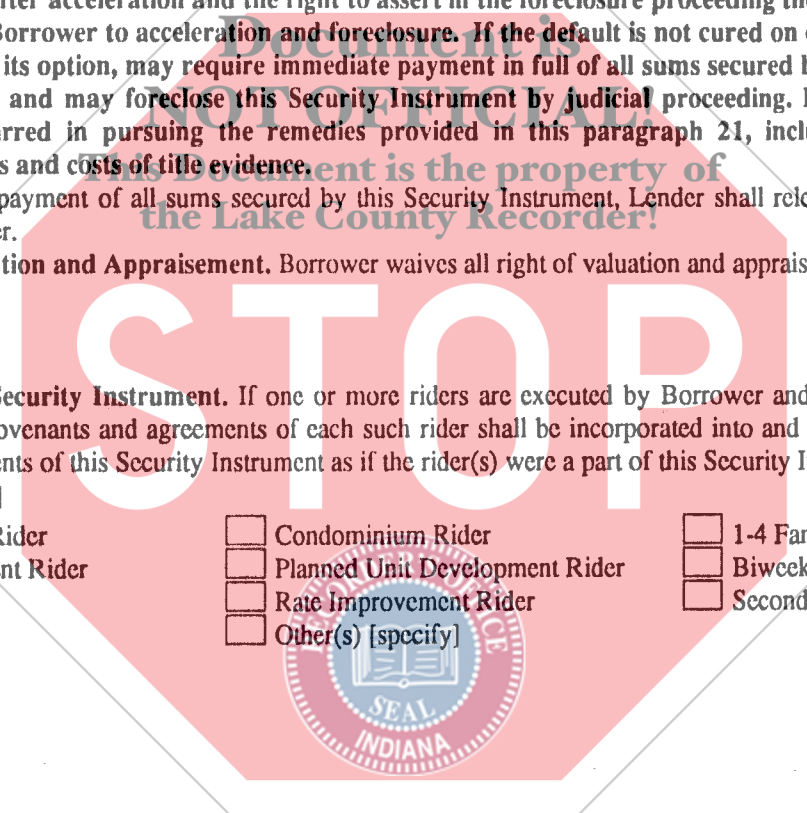 after acceleration and the right to assert in the foreclosure proceeding the
Borrower to acceleration and foreclosure. If the default is not cured on
its option, may require immediate payment in full of all sums secured
and may foreclose this Security Instrument by judicial proceeding.
rred in pursuing the remedies provided in this paragraph 21, inclu
s and costs of title evidence.
payment of all sums secured by this Security Instrument, Lender shall rele
er.
tion and Appraisement. Borrower waives all right of valuation and apprais
Document is
NOT OFFICIAL!
This Document is the property of
the Lake County Recorder!
STOP
Security Instrument. If one or more riders are executed by Borrower and
ovenants and agreements of each such rider shall be incorporated into and
ents of this Security Instrument as if the rider(s) were a part of this Security I
]
Rider
Condominium Rider
1-4 Fam
nt Rider
Planned Unit Development Rider
Biweek
Rate Improvement Rider
Second
Other(s) [specify]
RECORDER'S OFFICE
SEAL
INDIANA